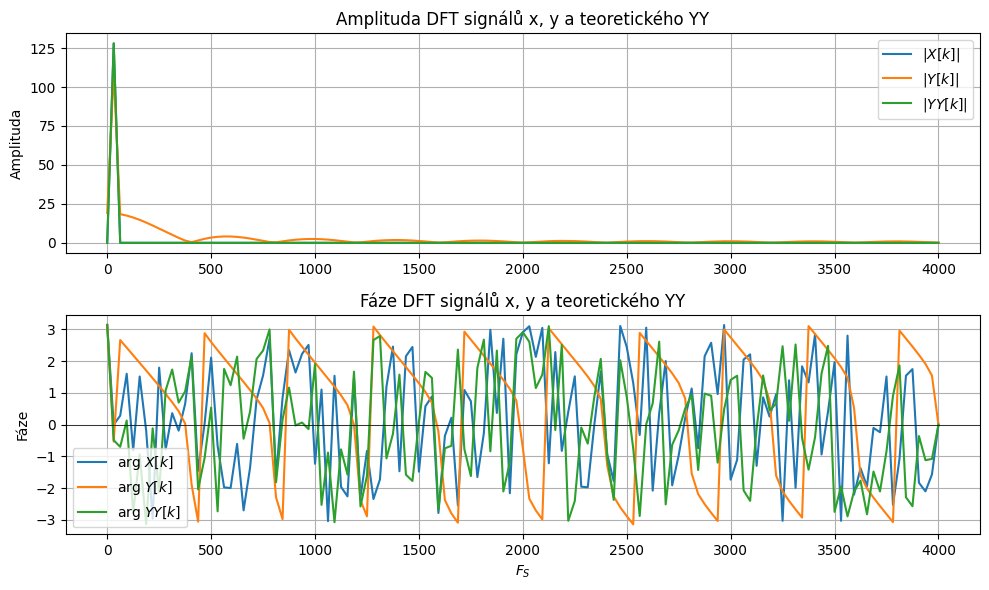 Amplituda DFT signálů x, y a teoretického YY
Amplituda
125
100
75
50
25
0
|X[k]|
|Y[k]|
|YY[k]|
0 500 1000 1500 2000 2500 3000 3500 4000
Fáze DFT signálů x, y a teoretického YY
Fáze
3
2
1
0
−1
−2
−3
arg X[k]
arg Y[k]
arg YY[k]
0 500 1000 1500 2000 2500 3000 3500 4000
F_S